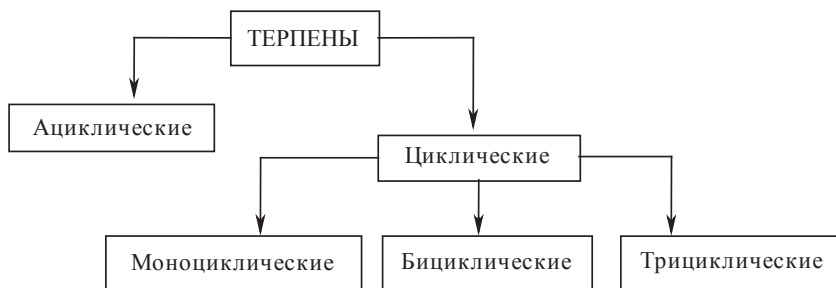 ТЕРПЕНЫ
Ациклические
Циклические
Моноциклические
Бициклические
Трициклические